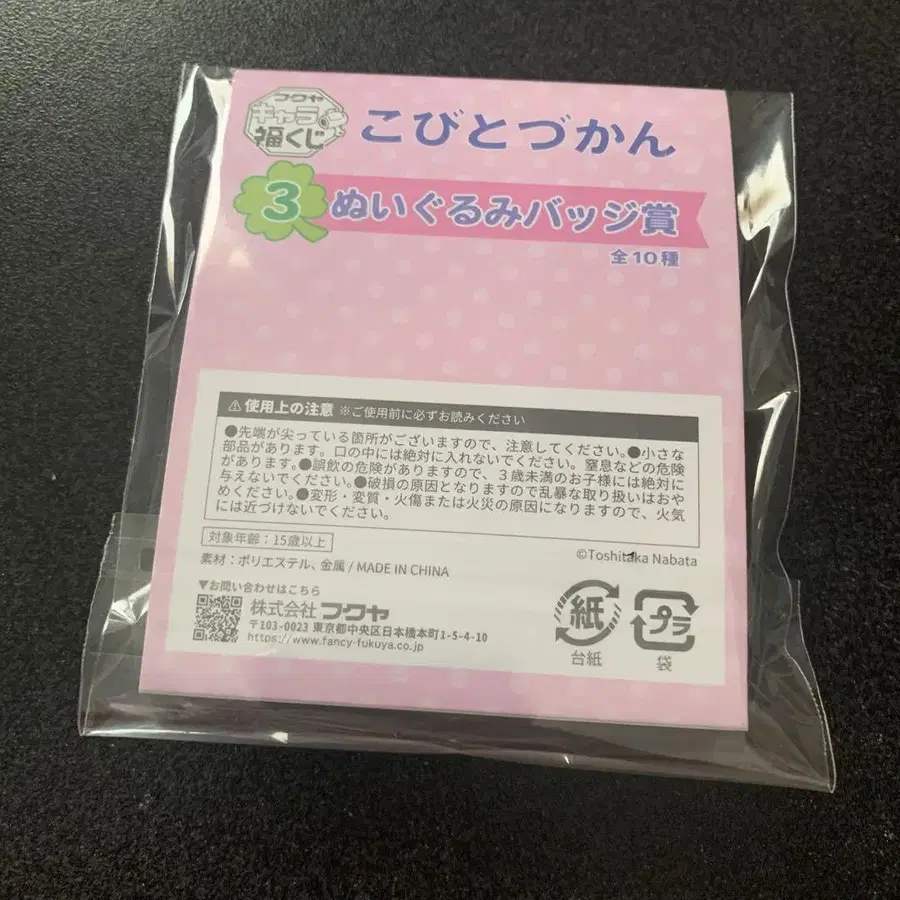 フクヤ
キャラ
福くじ
こびとづかん
3 ぬいぐるみバッジ賞
全10種
⚠使用上の注意 ※ご使用前に必ずお読みください
●先端が尖っている箇所がございますので、注意してください。●小さな
部品があります。口の中には絶対に入れないでください。窒息などの危険
があります。●誤飲の危険がありますので、3歳未満のお子様には絶対に
与えないでください。●破損の原因となりますので乱暴な取り扱いはおや
めください。●変形・変質・火傷または火災の原因になりますので、火気
には近づけないでください。
対象年齢：15歳以上
©Toshitaka Nabata
素材：ポリエステル、金属 / MADE IN CHINA
▼お問い合わせはこちら
株式会社フクヤ
〒103-0023 東京都中央区日本橋本町1-5-4-10
https://www.fancy-fukuya.co.jp
紙
台紙
プラ
袋